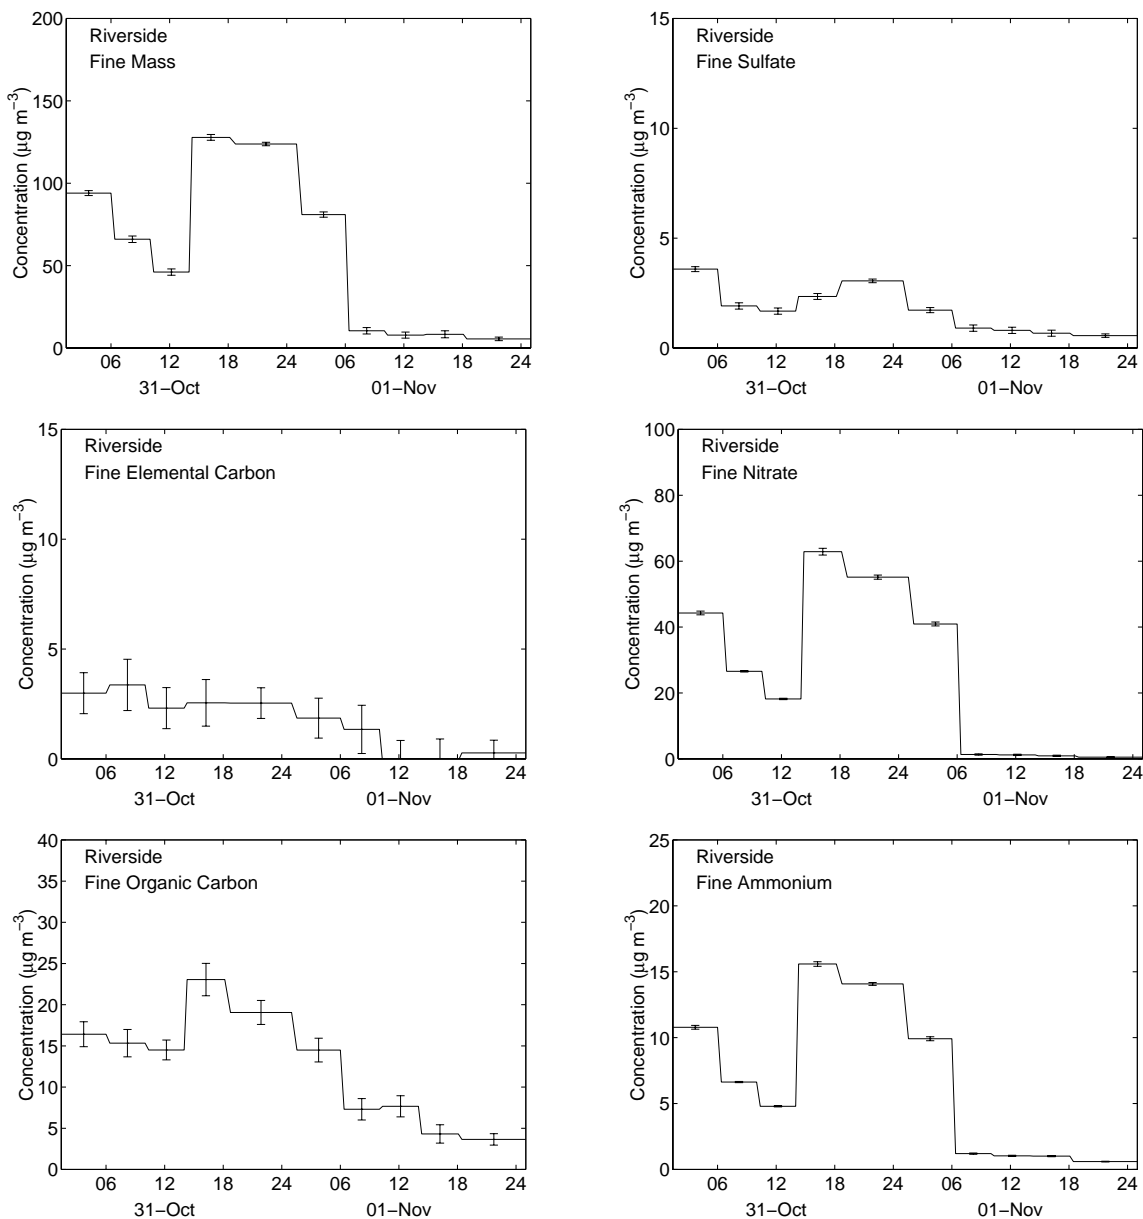 200
150
100
50
0
Concentration (μg m−3)
Riverside
Fine Mass
06 12 18 24 06 12 18 24
31−Oct 01−Nov
15
10
5
0
Concentration (μg m−3)
Riverside
Fine Sulfate
06 12 18 24 06 12 18 24
31−Oct 01−Nov
15
10
5
0
Concentration (μg m−3)
Riverside
Fine Elemental Carbon
06 12 18 24 06 12 18 24
31−Oct 01−Nov
100
80
60
40
20
0
Concentration (μg m−3)
Riverside
Fine Nitrate
06 12 18 24 06 12 18 24
31−Oct 01−Nov
40
35
30
25
20
15
10
5
0
Concentration (μg m−3)
Riverside
Fine Organic Carbon
06 12 18 24 06 12 18 24
31−Oct 01−Nov
25
20
15
10
5
0
Concentration (μg m−3)
Riverside
Fine Ammonium
06 12 18 24 06 12 18 24
31−Oct 01−Nov